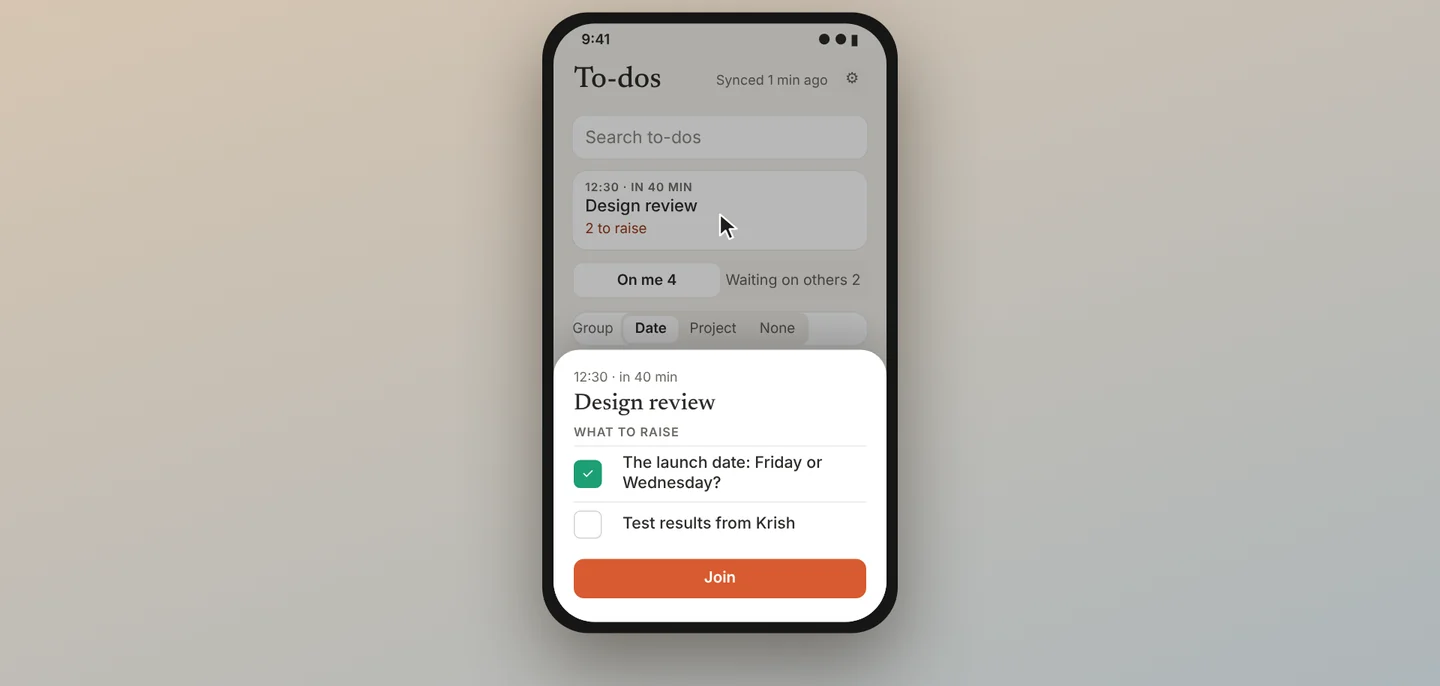 9:41
To-dos
Synced 1 min ago
Search to-dos
12:30 · IN 40 MIN
Design review
2 to raise
On me 4
Waiting on others 2
Group Date Project None
12:30 · in 40 min
Design review
WHAT TO RAISE
The launch date: Friday or
Wednesday?
Test results from Krish
Join